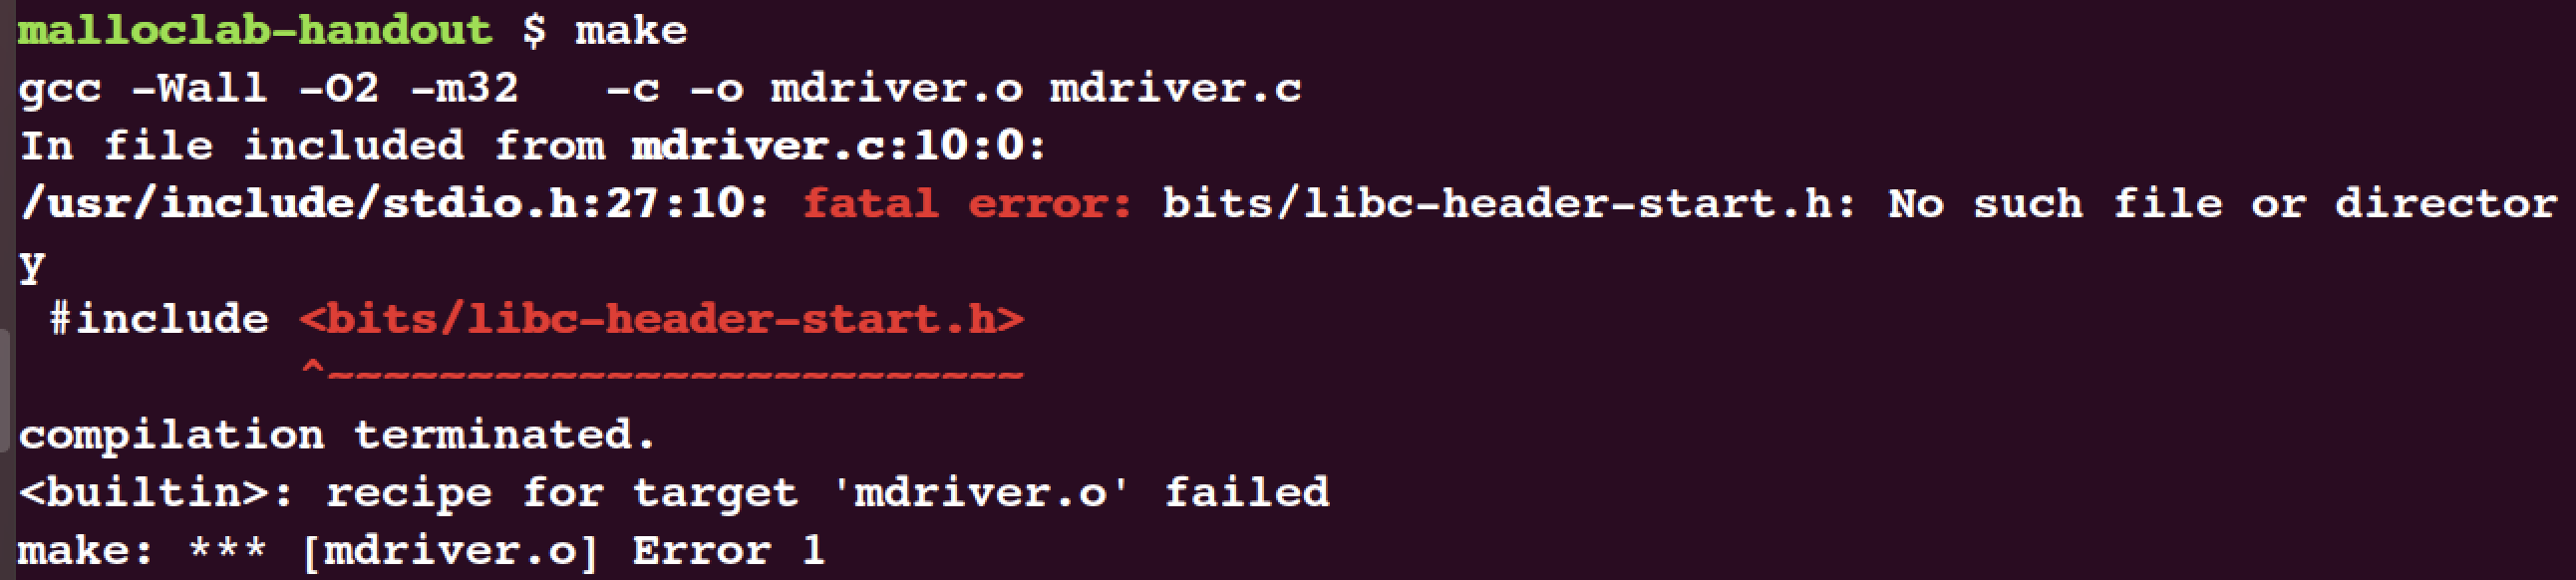 malloclab-handout $ make
gcc -Wall -O2 -m32   -c -o mdriver.o mdriver.c
In file included from mdriver.c:10:0:
/usr/include/stdio.h:27:10: fatal error: bits/libc-header-start.h: No such file or director
y
 #include <bits/libc-header-start.h>
          ^~~~~~~~~~~~~~~~~~~~~~~~~~
compilation terminated.
<builtin>: recipe for target 'mdriver.o' failed
make: *** [mdriver.o] Error 1